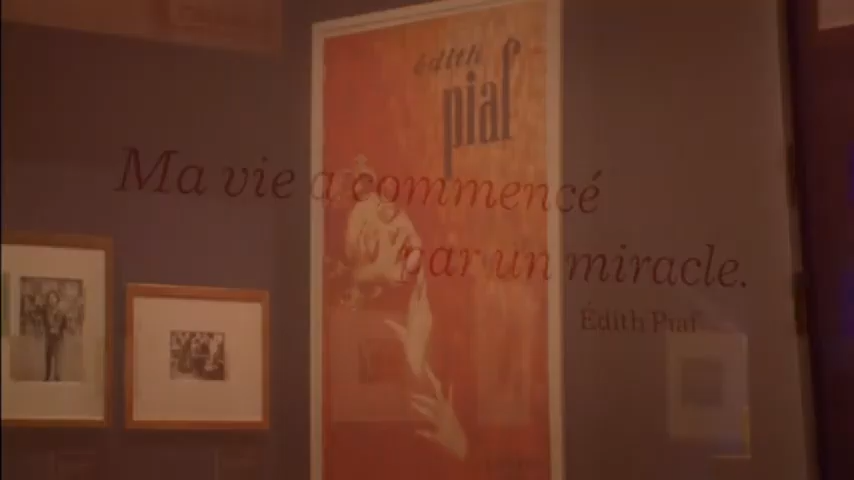 édith
piaf
Ma vie a commencé
par un miracle.
Édith Piaf